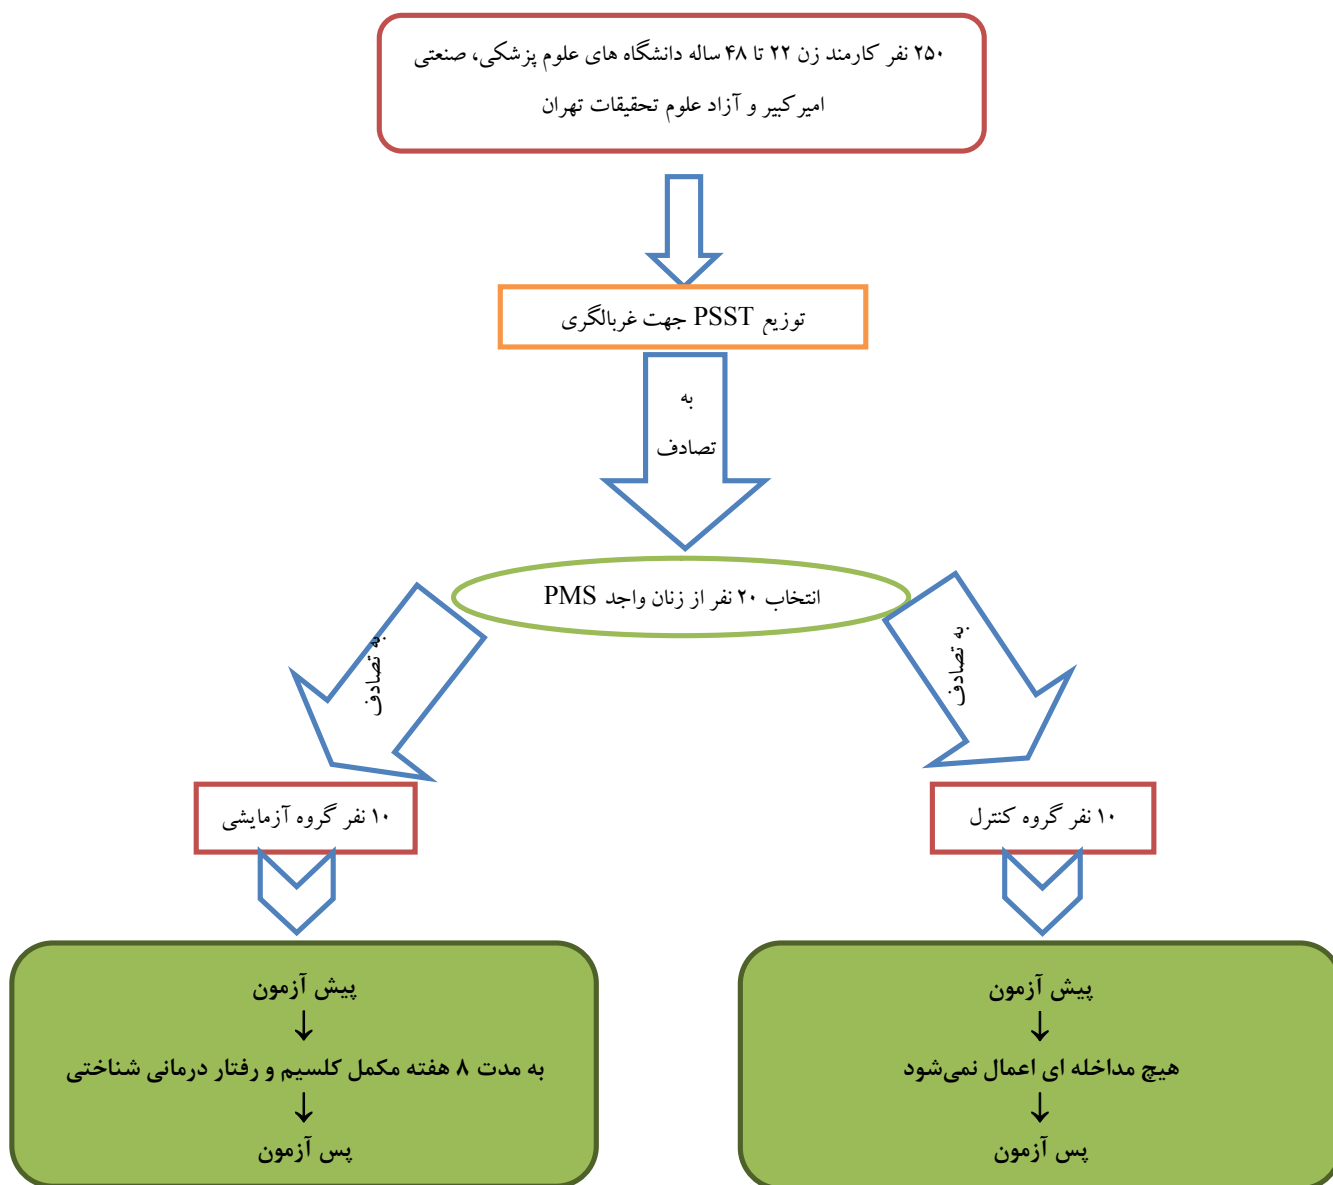 ۲۵۰ نفر کارمند زن ۲۲ تا ۴۸ ساله دانشگاه های علوم پزشکی، صنعتی
امیرکبیر و آزاد علوم تحقیقات تهران
توزیع PSST جهت غربالگری
به
تصادف
انتخاب ۲۰ نفر از زنان واجد PMS
به تصادف
به تصادف
۱۰ نفر گروه کنترل
۱۰ نفر گروه آزمایشی
پیش آزمون
↓
هیچ مداخله ای اعمال نمی‌شود
↓
پس آزمون
پیش آزمون
↓
به مدت ۸ هفته مکمل کلسیم و رفتار درمانی شناختی
↓
پس آزمون